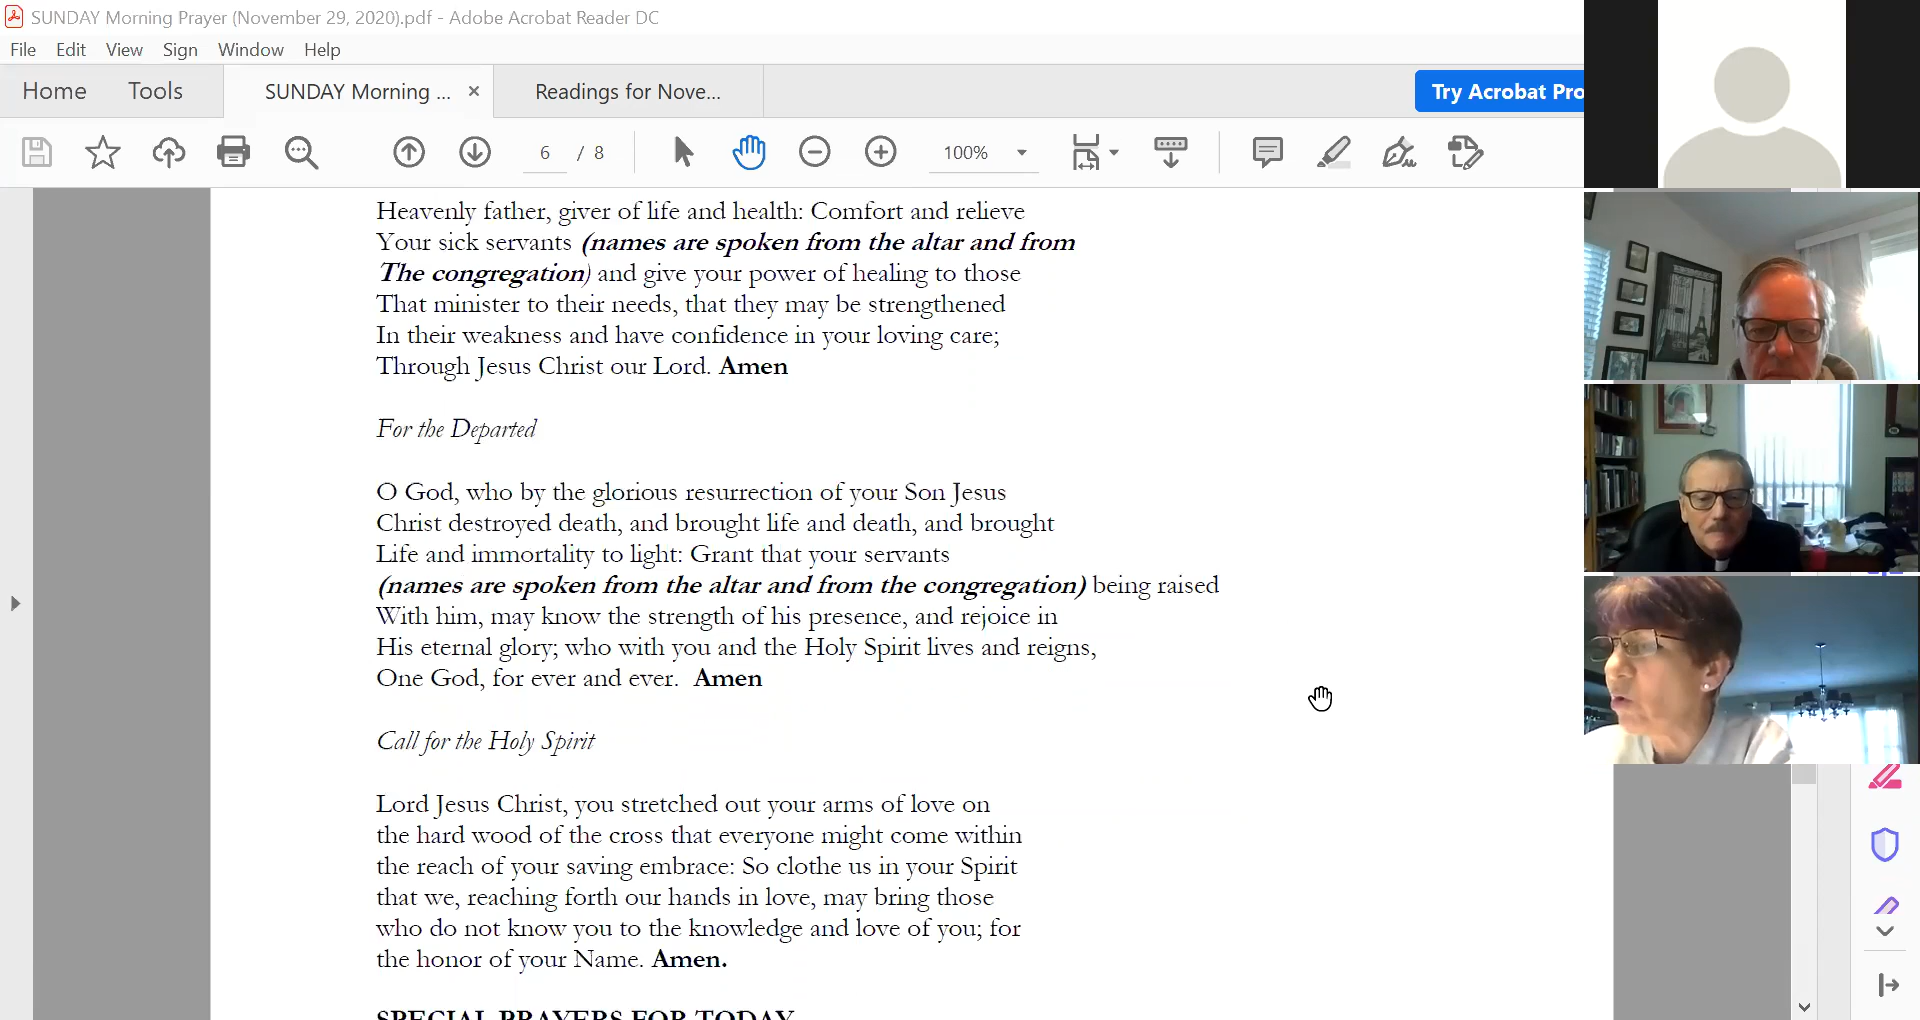 SUNDAY Morning Prayer (November 29, 2020).pdf - Adobe Acrobat Reader DC
File Edit View Sign Window Help
Home Tools SUNDAY Morning ... × Readings for Nove... Try Acrobat Pro
6 / 8 100%
Heavenly father, giver of life and health: Comfort and relieve
Your sick servants (names are spoken from the altar and from
The congregation) and give your power of healing to those
That minister to their needs, that they may be strengthened
In their weakness and have confidence in your loving care;
Through Jesus Christ our Lord. Amen
For the Departed
O God, who by the glorious resurrection of your Son Jesus
Christ destroyed death, and brought life and death, and brought
Life and immortality to light: Grant that your servants
(names are spoken from the altar and from the congregation) being raised
With him, may know the strength of his presence, and rejoice in
His eternal glory; who with you and the Holy Spirit lives and reigns,
One God, for ever and ever. Amen
Call for the Holy Spirit
Lord Jesus Christ, you stretched out your arms of love on
the hard wood of the cross that everyone might come within
the reach of your saving embrace: So clothe us in your Spirit
that we, reaching forth our hands in love, may bring those
who do not know you to the knowledge and love of you; for
the honor of your Name. Amen.
SPECIAL PRAYERS FOR TODAY